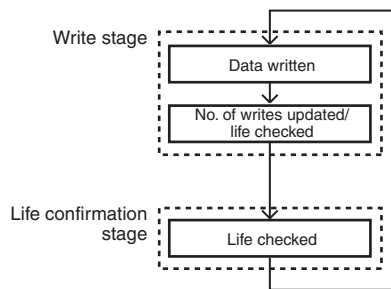 Write stage
Data written
No. of writes updated/
life checked
Life confirmation
stage
Life checked